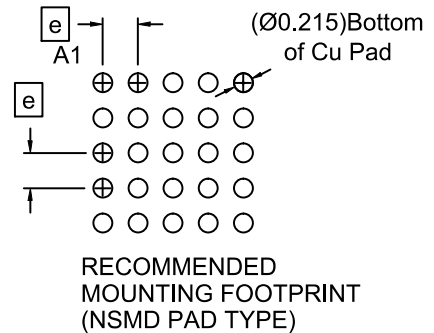 e
A1
(Ø0.215)Bottom
of Cu Pad
e
RECOMMENDED
MOUNTING FOOTPRINT
(NSMD PAD TYPE)